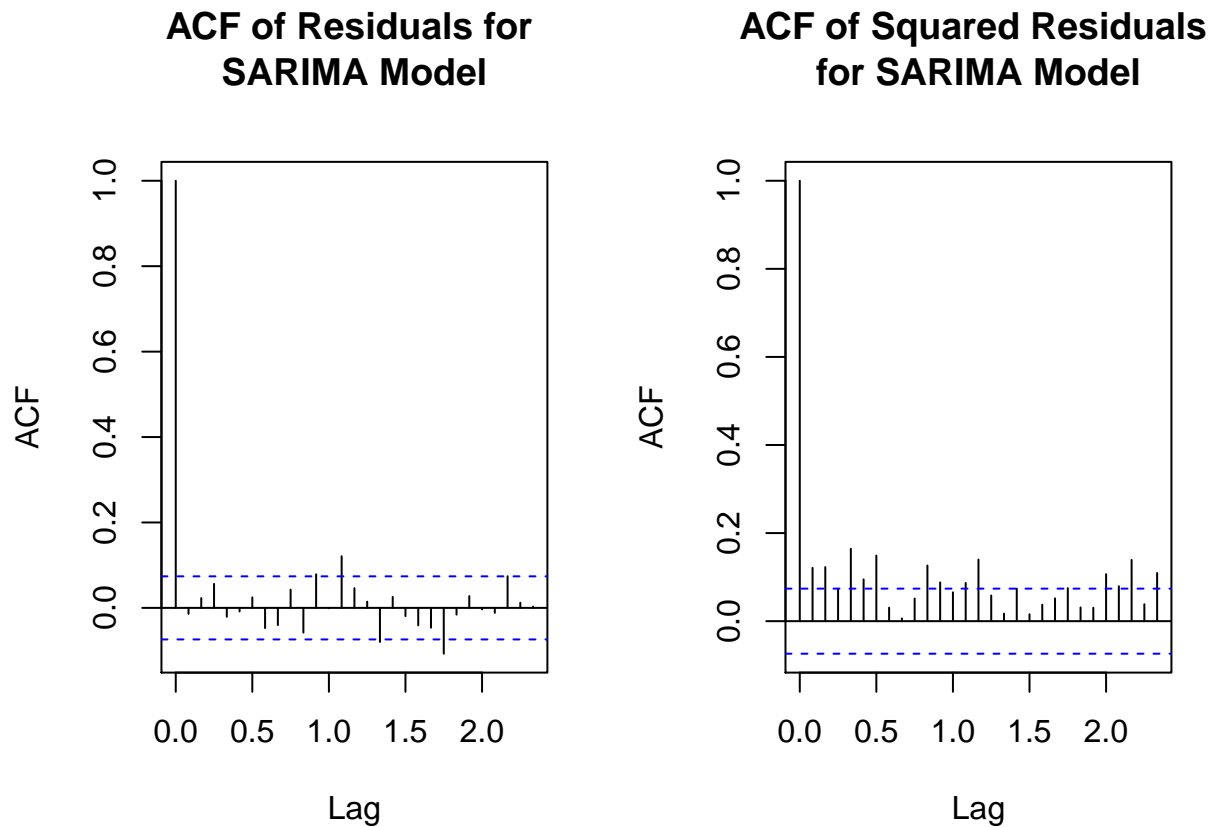 ACF of Residuals for
SARIMA Model
ACF
1.0
0.8
0.6
0.4
0.2
0.0
0.0 0.5 1.0 1.5 2.0
Lag
ACF of Squared Residuals
for SARIMA Model
ACF
1.0
0.8
0.6
0.4
0.2
0.0
0.0 0.5 1.0 1.5 2.0
Lag